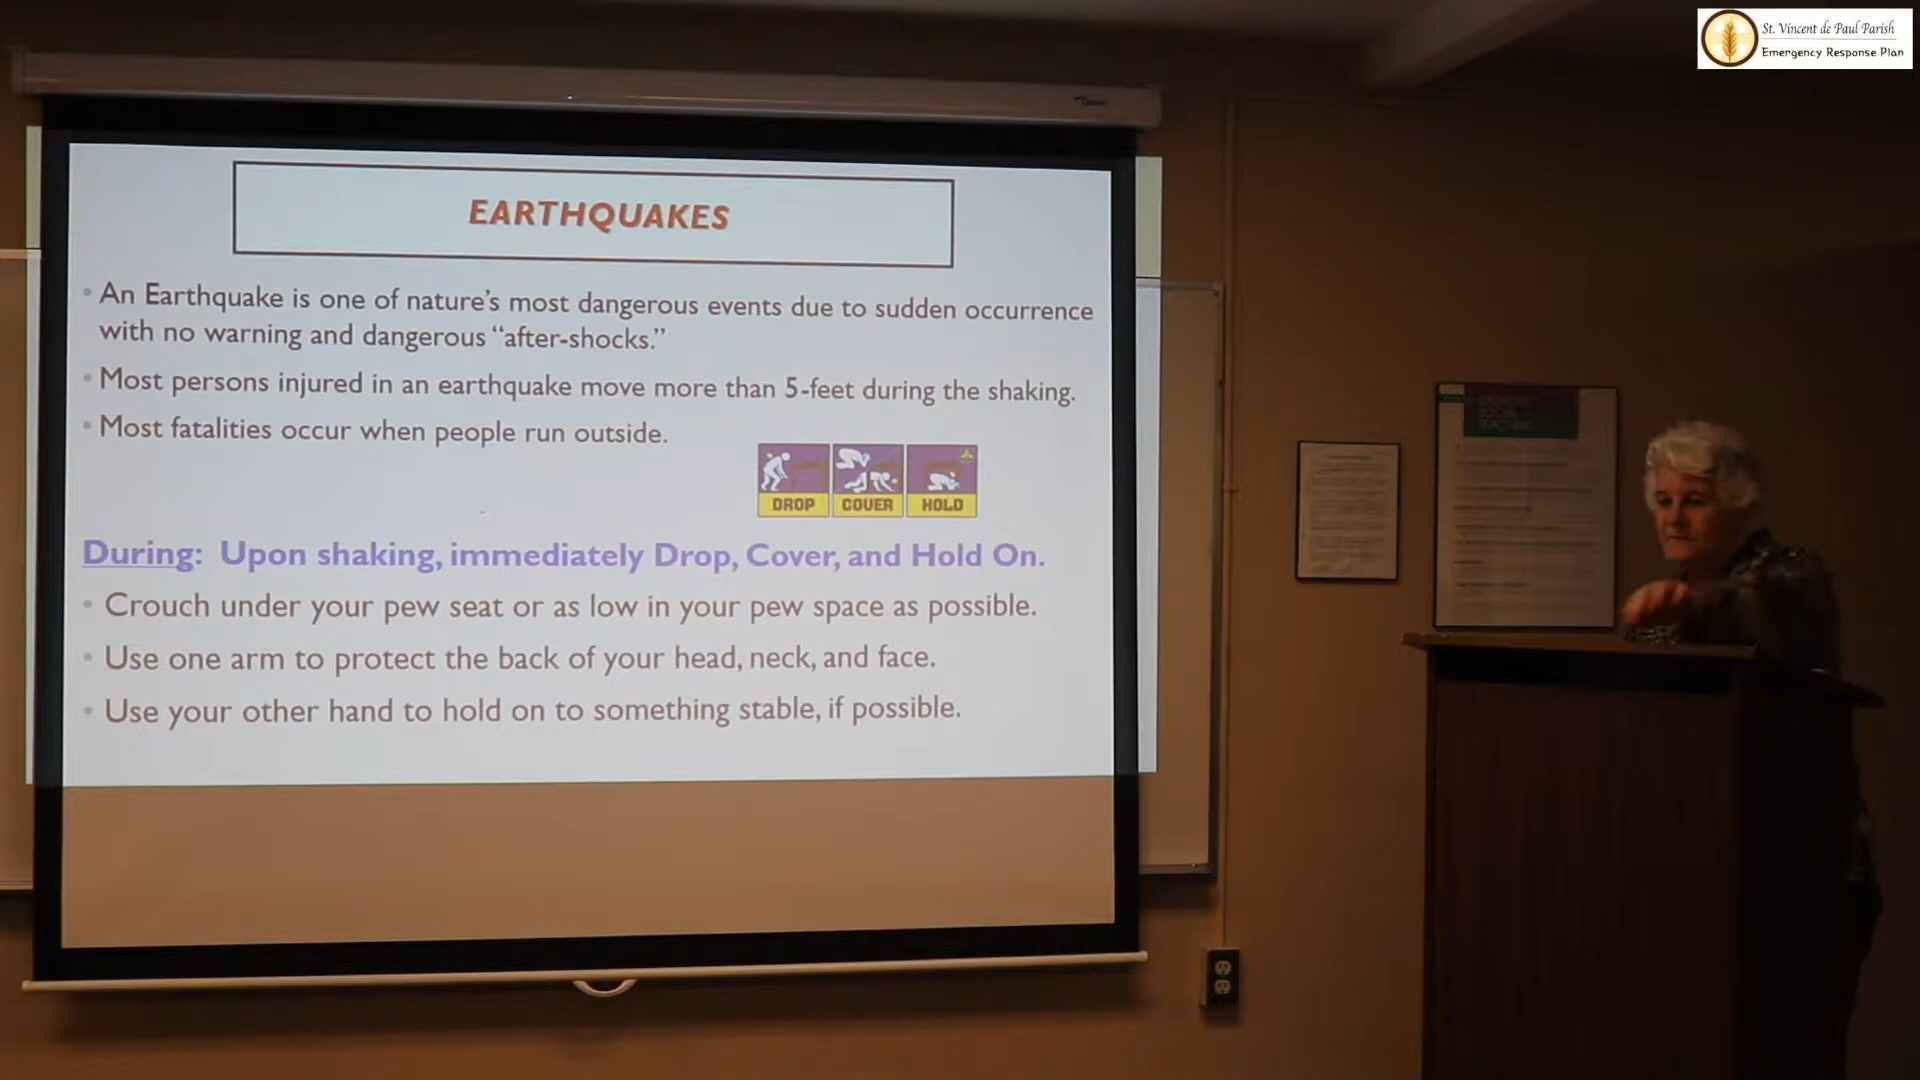 St. Vincent de Paul Parish
Emergency Response Plan
EARTHQUAKES
An Earthquake is one of nature's most dangerous events due to sudden occurrence
with no warning and dangerous "after-shocks."
Most persons injured in an earthquake move more than 5-feet during the shaking.
Most fatalities occur when people run outside.
DROP COVER HOLD
During: Upon shaking, immediately Drop, Cover, and Hold On.
Crouch under your pew seat or as low in your pew space as possible.
Use one arm to protect the back of your head, neck, and face.
Use your other hand to hold on to something stable, if possible.